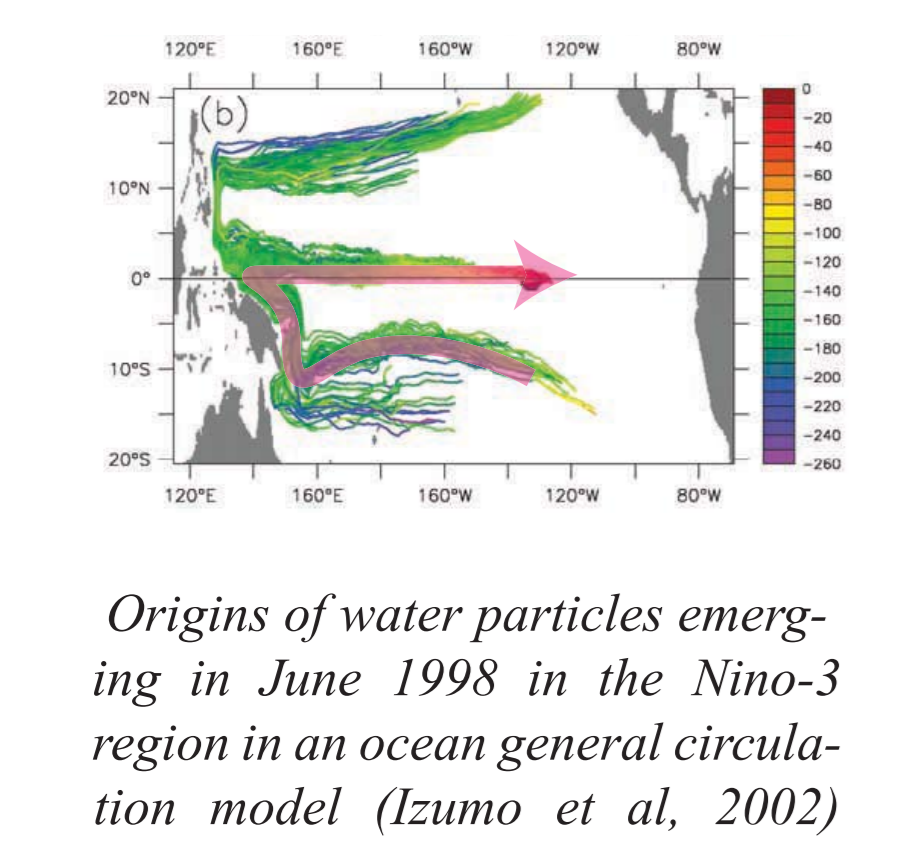 120°E 160°E 160°W 120°W 80°W
(b)
20°N
10°N
0°
10°S
20°S
0
-20
-40
-60
-80
-100
-120
-140
-160
-180
-200
-220
-240
-260
120°E 160°E 160°W 120°W 80°W
Origins of water particles emerg-
ing in June 1998 in the Nino-3
region in an ocean general circula-
tion model (Izumo et al, 2002)